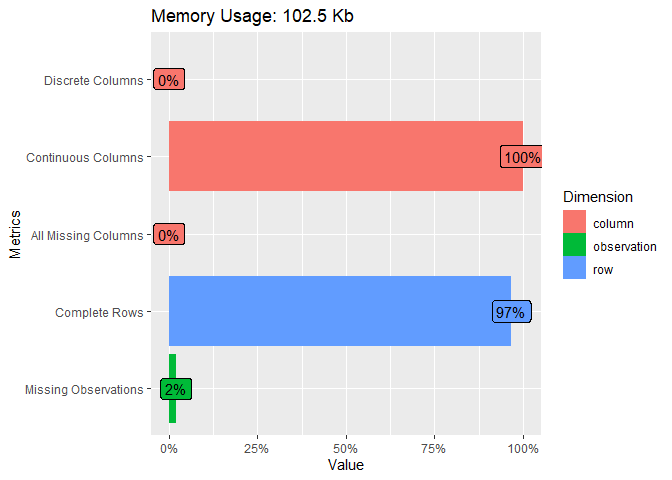 Memory Usage: 102.5 Kb
Metrics
Discrete Columns
0%
Continuous Columns
100%
All Missing Columns
0%
Complete Rows
97%
Missing Observations
2%
0% 25% 50% 75% 100%
Value
Dimension
column
observation
row